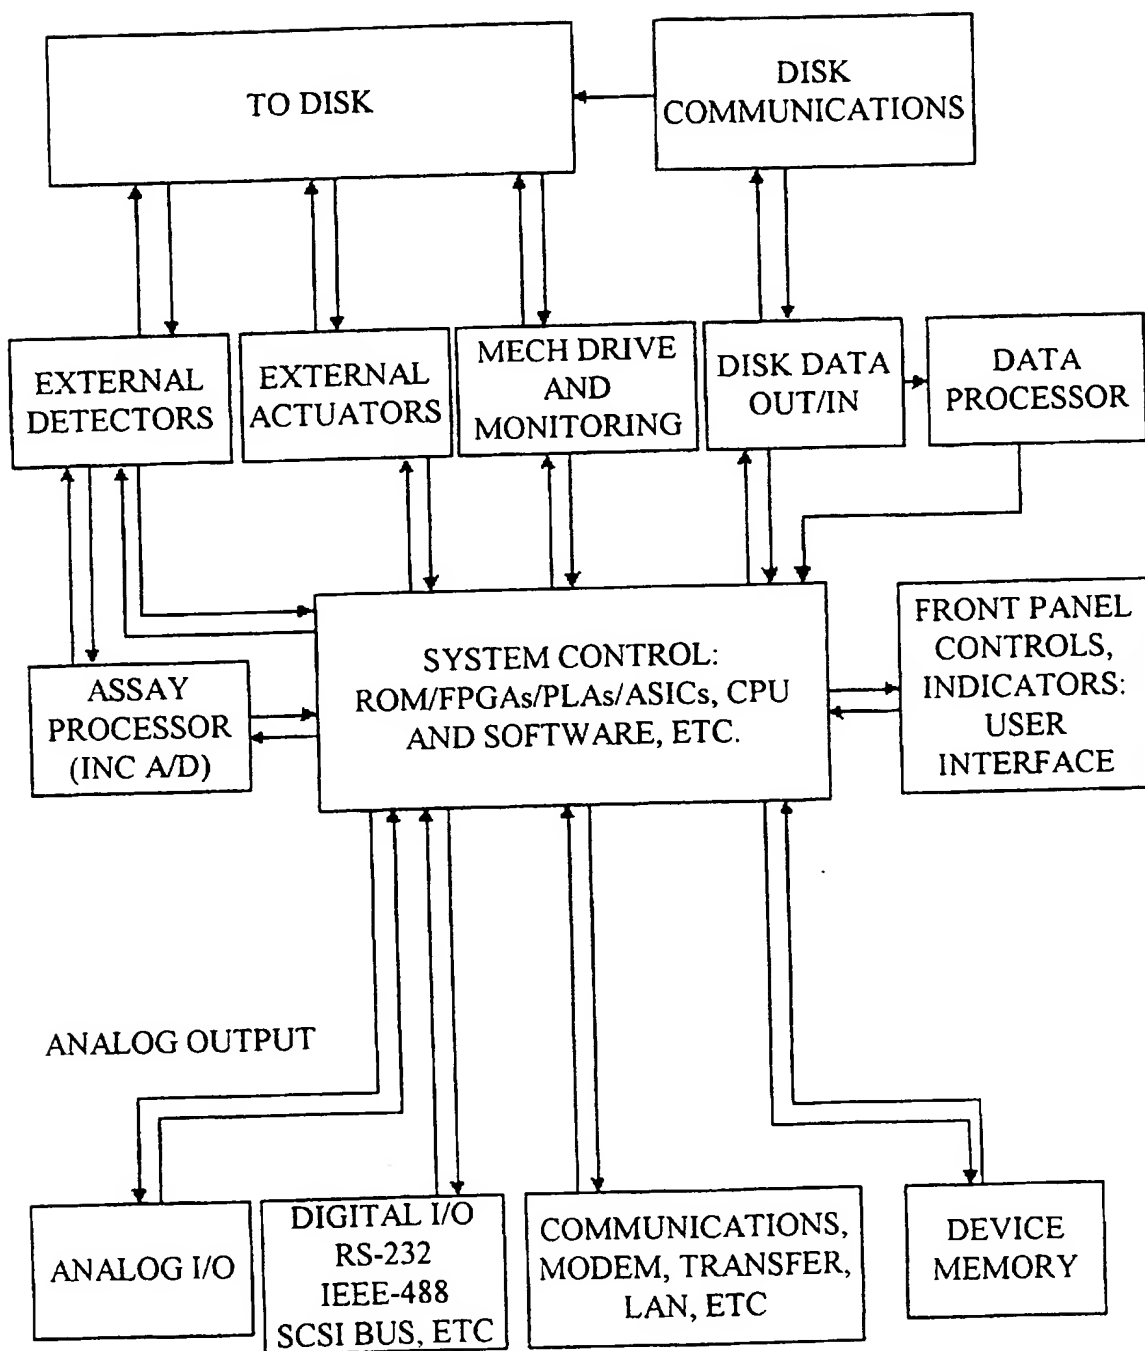 TO DISK
DISK
COMMUNICATIONS
EXTERNAL
DETECTORS
EXTERNAL
ACTUATORS
MECH DRIVE
AND
MONITORING
DISK DATA
OUT/IN
DATA
PROCESSOR
ASSAY
PROCESSOR
(INC A/D)
SYSTEM CONTROL:
ROM/FPGAs/PLAs/ASICs, CPU
AND SOFTWARE, ETC.
FRONT PANEL
CONTROLS,
INDICATORS:
USER
INTERFACE
ANALOG OUTPUT
ANALOG I/O
DIGITAL I/O
RS-232
IEEE-488
SCSI BUS, ETC
COMMUNICATIONS,
MODEM, TRANSFER,
LAN, ETC
DEVICE
MEMORY